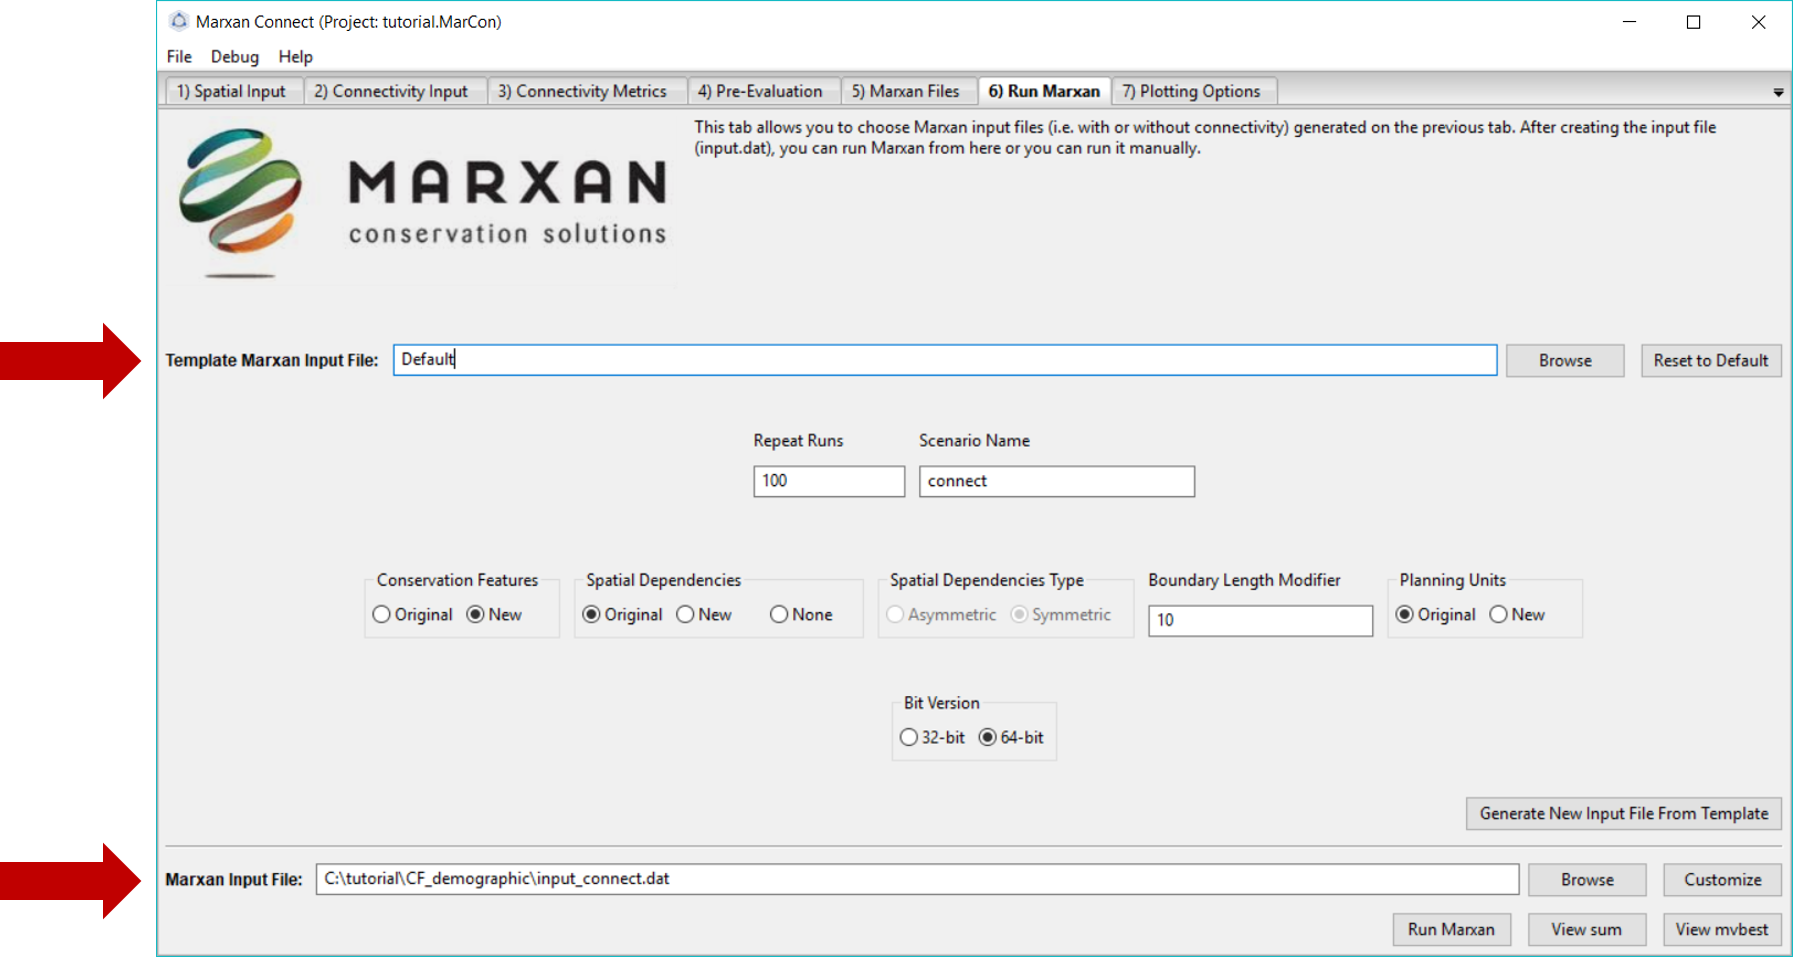 Marxan Connect (Project: tutorial.MarCon)
File Debug Help
1) Spatial Input 2) Connectivity Input 3) Connectivity Metrics 4) Pre-Evaluation 5) Marxan Files 6) Run Marxan 7) Plotting Options
This tab allows you to choose Marxan input files (i.e. with or without connectivity) generated on the previous tab. After creating the input file
(input.dat), you can run Marxan from here or you can run it manually.
MARXAN
conservation solutions
Template Marxan Input File: Default Browse Reset to Default
Repeat Runs Scenario Name
100 connect
Conservation Features Spatial Dependencies Spatial Dependencies Type Boundary Length Modifier Planning Units
Original New Original New None Asymmetric Symmetric 10 Original New
Bit Version
32-bit 64-bit
Generate New Input File From Template
Marxan Input File: C:\tutorial\CF_demographic\input_connect.dat Browse Customize
Run Marxan View sum View mvbest